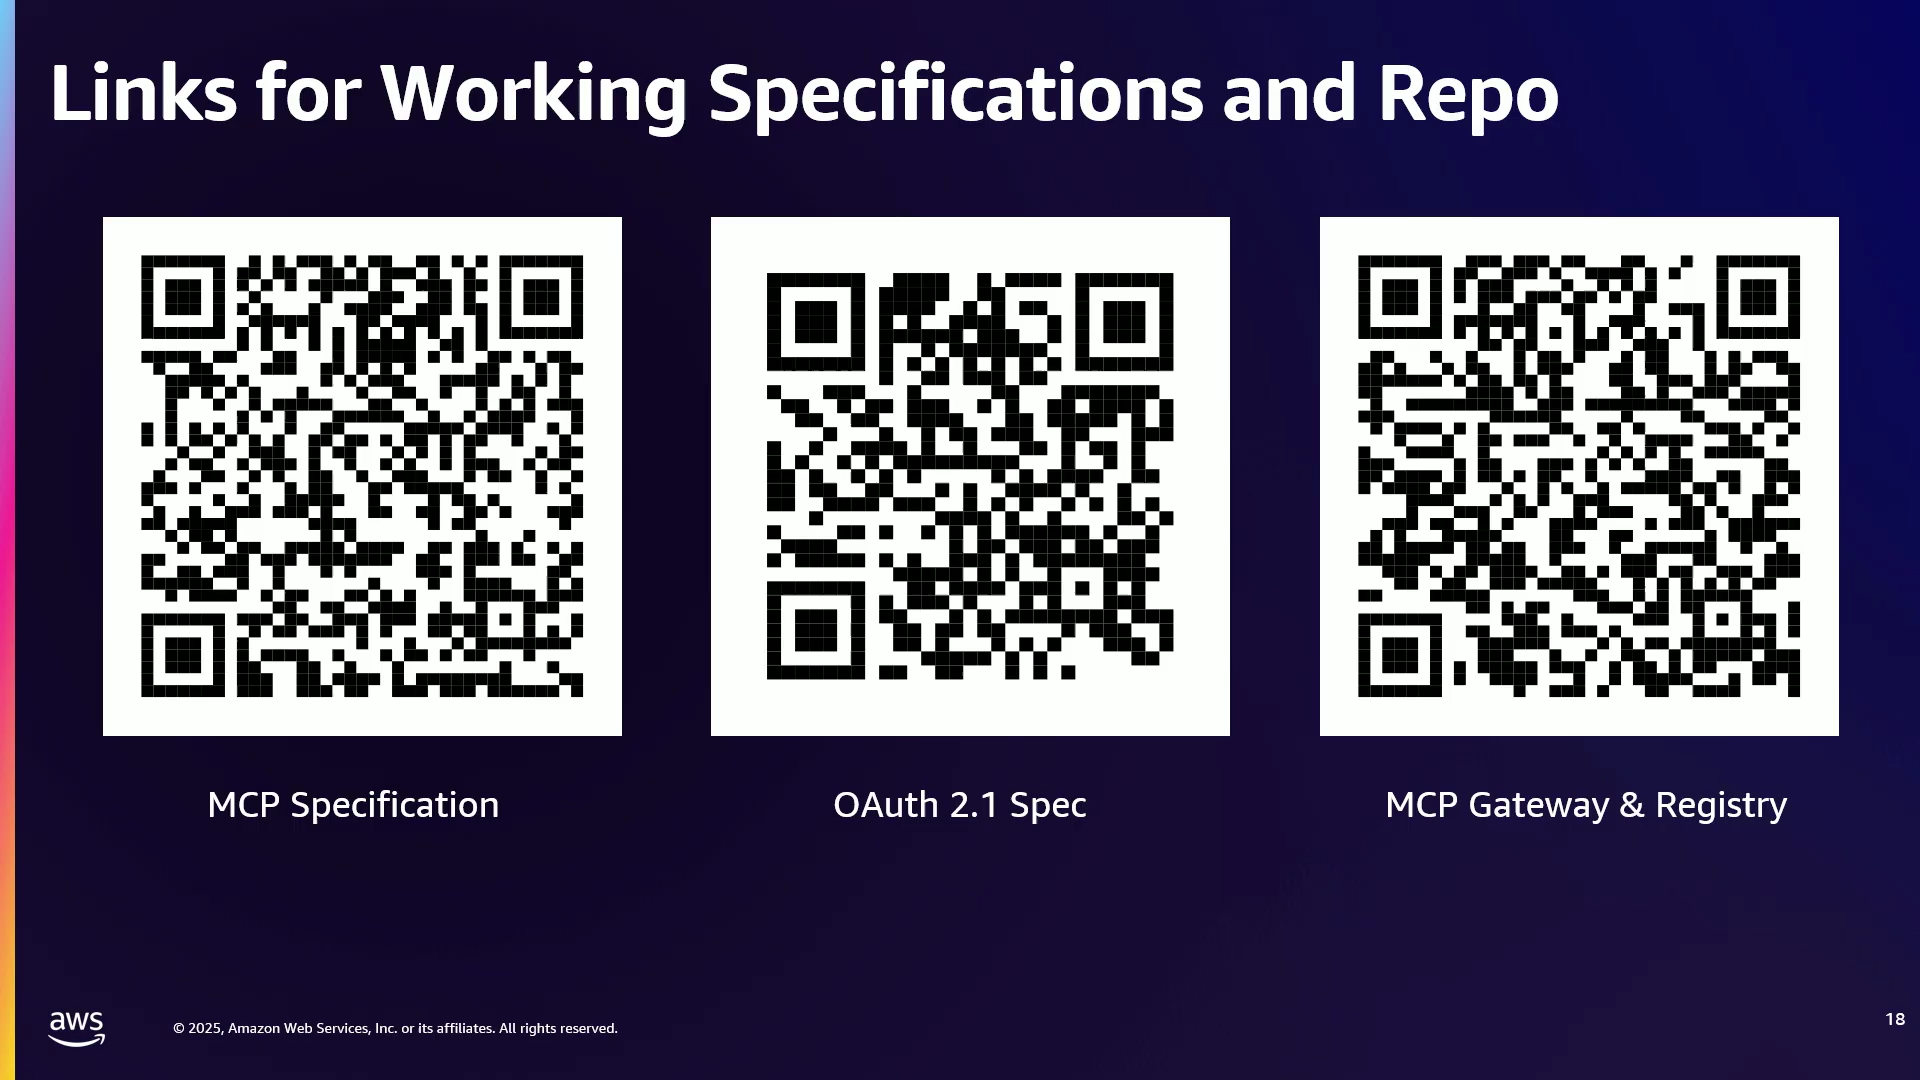 Links for Working Specifications and Repo
MCP Specification
OAuth 2.1 Spec
MCP Gateway & Registry
aws
© 2025, Amazon Web Services, Inc. or its affiliates. All rights reserved.
18